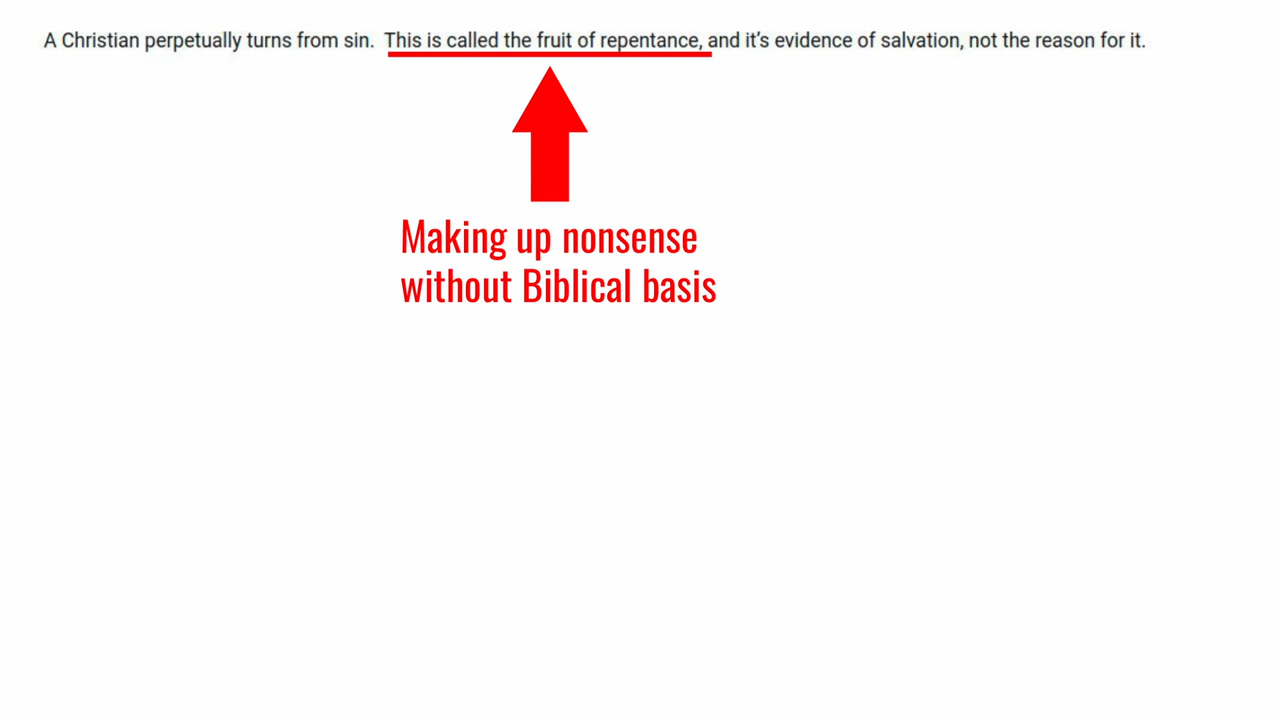 A Christian perpetually turns from sin.  This is called the fruit of repentance, and it’s evidence of salvation, not the reason for it.
Making up nonsense
without Biblical basis